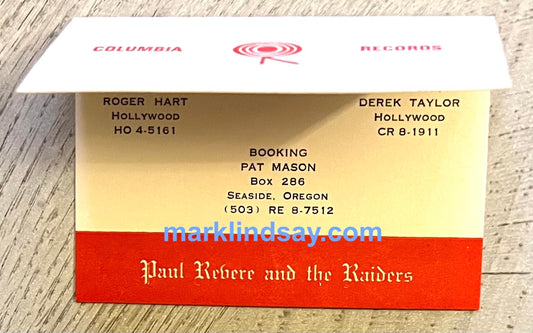 COLUMBIA RECORDS
ROGER HART
HOLLYWOOD
HO 4-5161
DEREK TAYLOR
HOLLYWOOD
CR 8-1911
BOOKING
PAT MASON
BOX 286
SEASIDE, OREGON
(503) RE 8-7512
marklindsay.com
Paul Revere and the Raiders